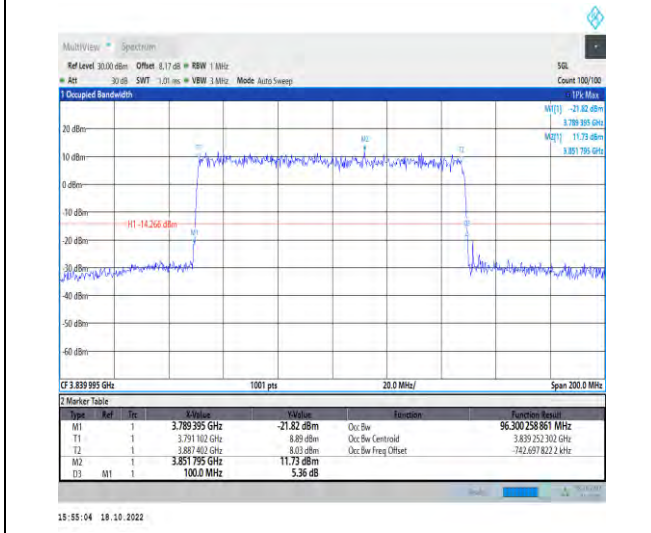 MultiView Spectrum
Ref Level 30.00 dBm Offset 8.17 dB RBW 1 MHz SGL
Att 30 dB SWT 1.01 ms VBW 3 MHz Mode Auto Sweep Count 100/100
1 Occupied Bandwidth 1Pk Max
M1[1] -21.82 dBm
3.789 395 GHz
20 dBm
M2[1] 11.73 dBm
3.851 795 GHz
M2
T1 T2
10 dBm
0 dBm
-10 dBm
H1 -14.266 dBm
M1
-20 dBm
-30 dBm
-40 dBm
-50 dBm
-60 dBm
CF 3.839 995 GHz 1001 pts 20.0 MHz/ Span 200.0 MHz
2 Marker Table
Type Ref Trc X-Value Y-Value Function Function Result
M1 1 3.789 395 GHz -21.82 dBm Occ Bw 96.300 258 861 MHz
T1 1 3.791 102 GHz 8.89 dBm Occ Bw Centroid 3.839 252 302 GHz
T2 1 3.887 402 GHz 8.03 dBm Occ Bw Freq Offset -742.697 822 2 kHz
M2 1 3.851 795 GHz 11.73 dBm
D3 M1 1 100.0 MHz 5.36 dB
15:55:04 18.10.2022